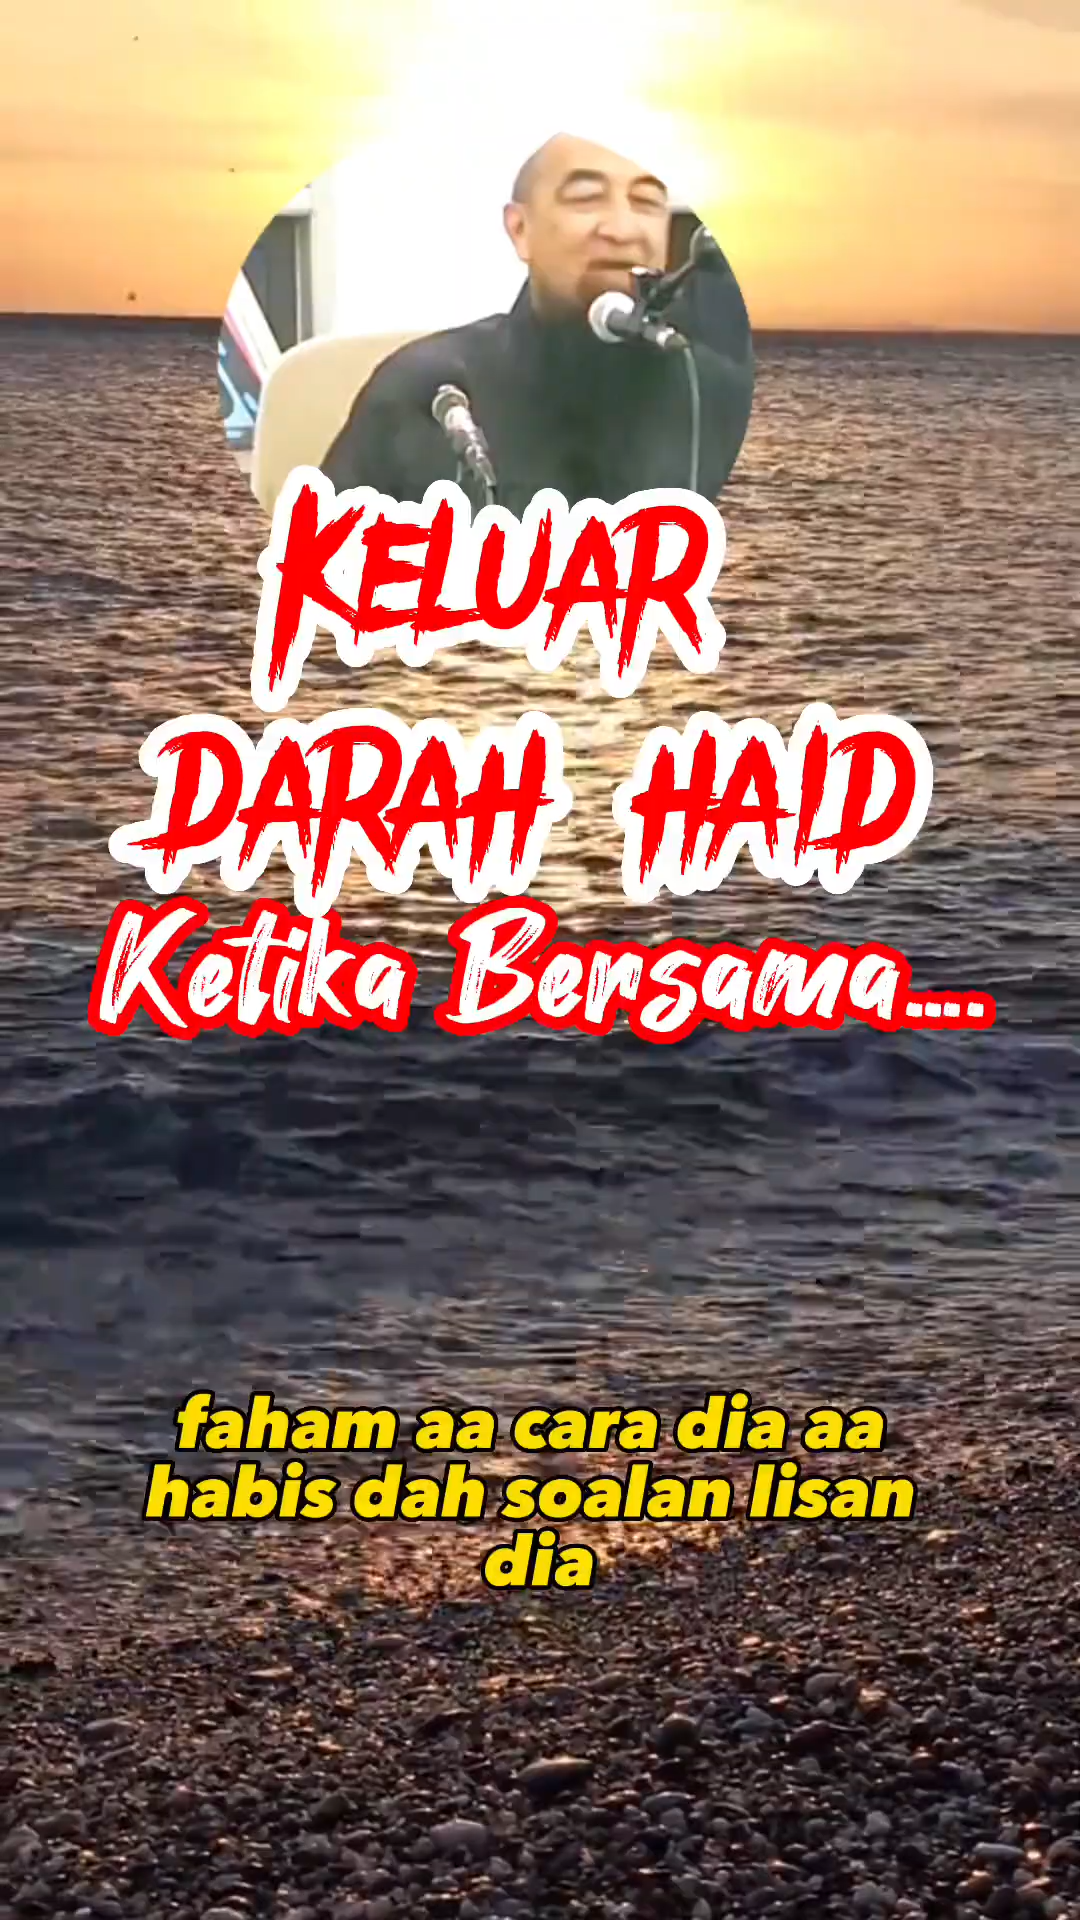 KELUAR
DARAH HAID
Ketika Bersama....
faham aa cara dia aa
habis dah soalan lisan
dia